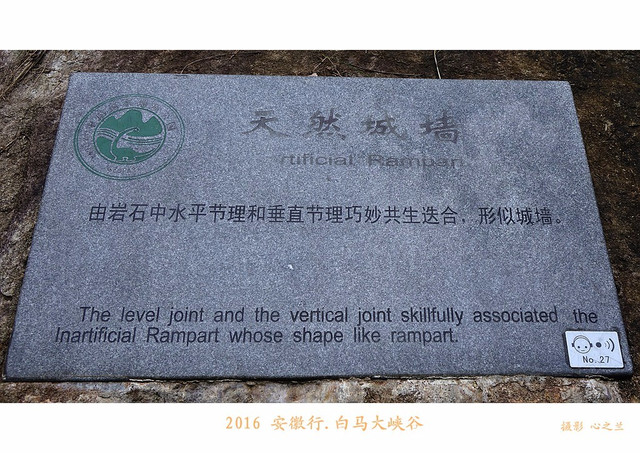 天然城墙
rtificial Rampart
由岩石中水平节理和垂直节理巧妙共生迭合，形似城墙。
The level joint and the vertical joint skillfully associated the
Inartificial Rampart whose shape like rampart.
No. 27
2016 安徽行.白马大峡谷
摄影 心之兰